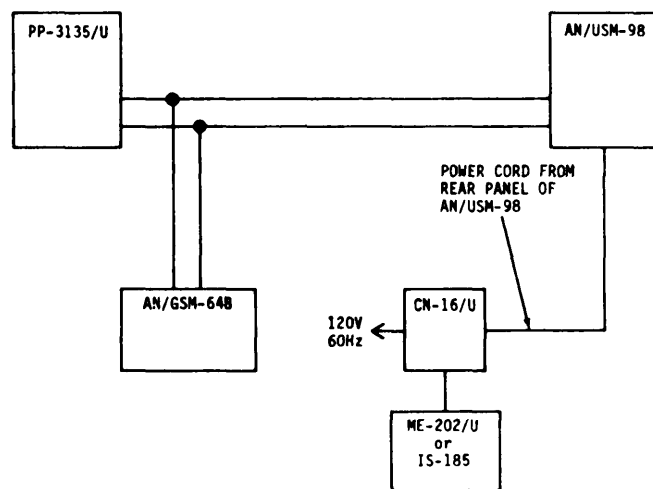 PP-3135/U
AN/USM-98
POWER CORD FROM
REAR PANEL OF
AN/USM-98
AN/GSM-64B
CN-16/U
120V
60Hz
ME-202/U
or
IS-185